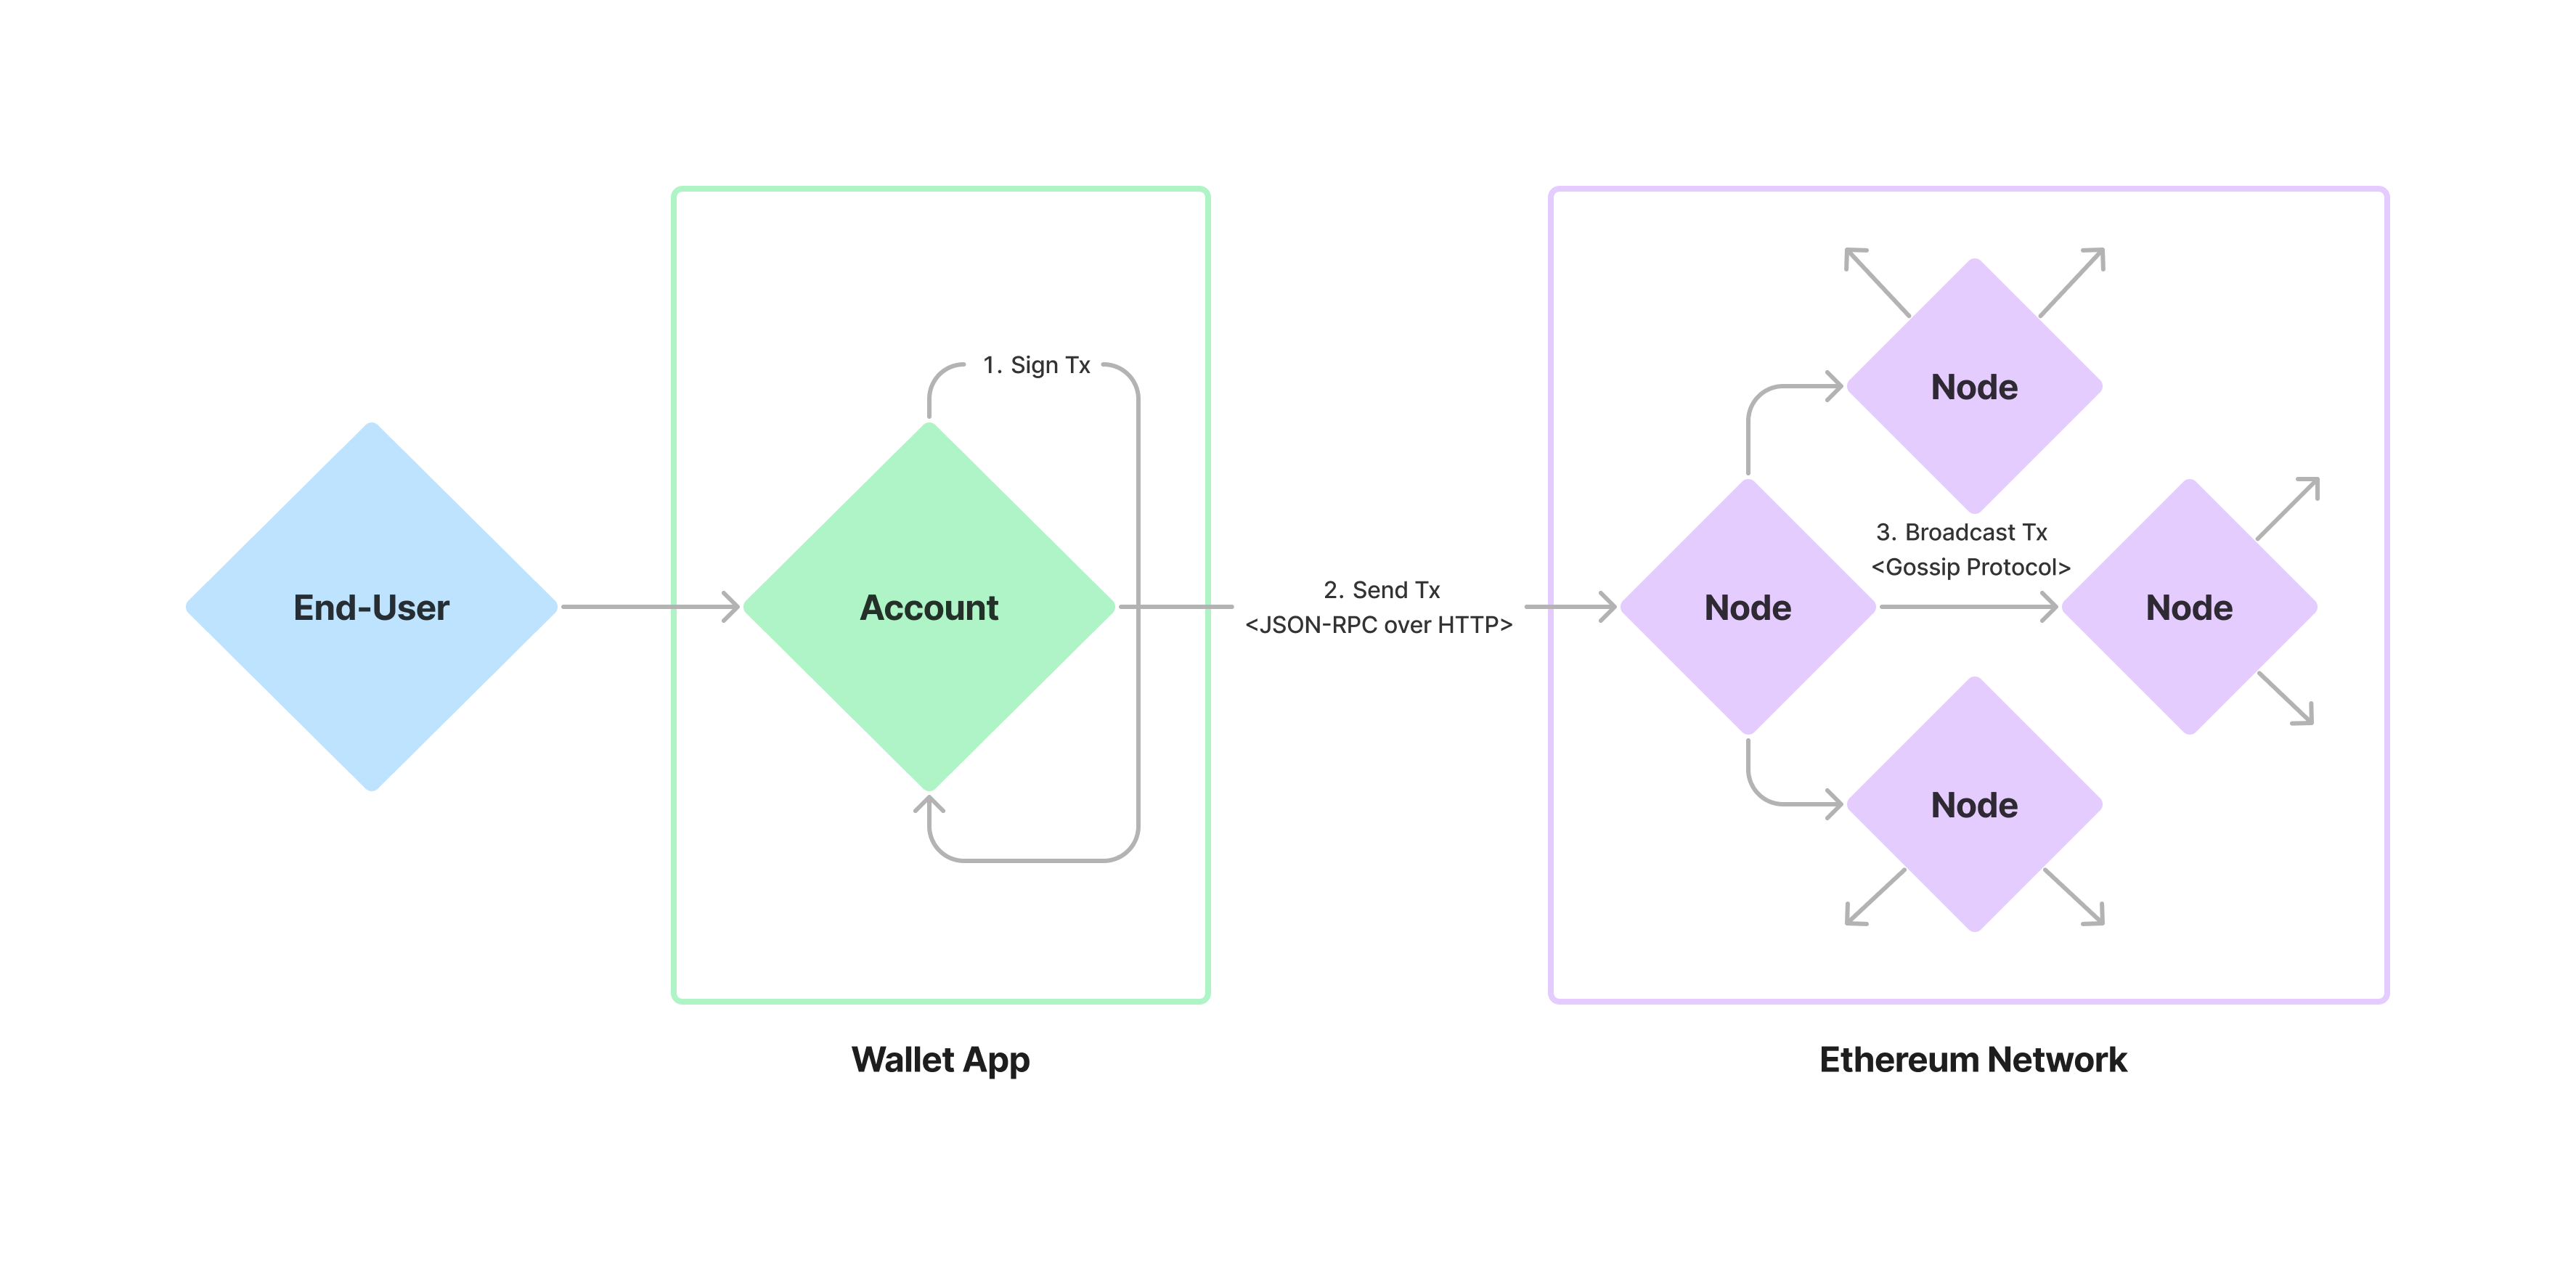 End-User
Account
1. Sign Tx
2. Send Tx
<JSON-RPC over HTTP>
Node
Node
3. Broadcast Tx
<Gossip Protocol>
Node
Node
Wallet App
Ethereum Network